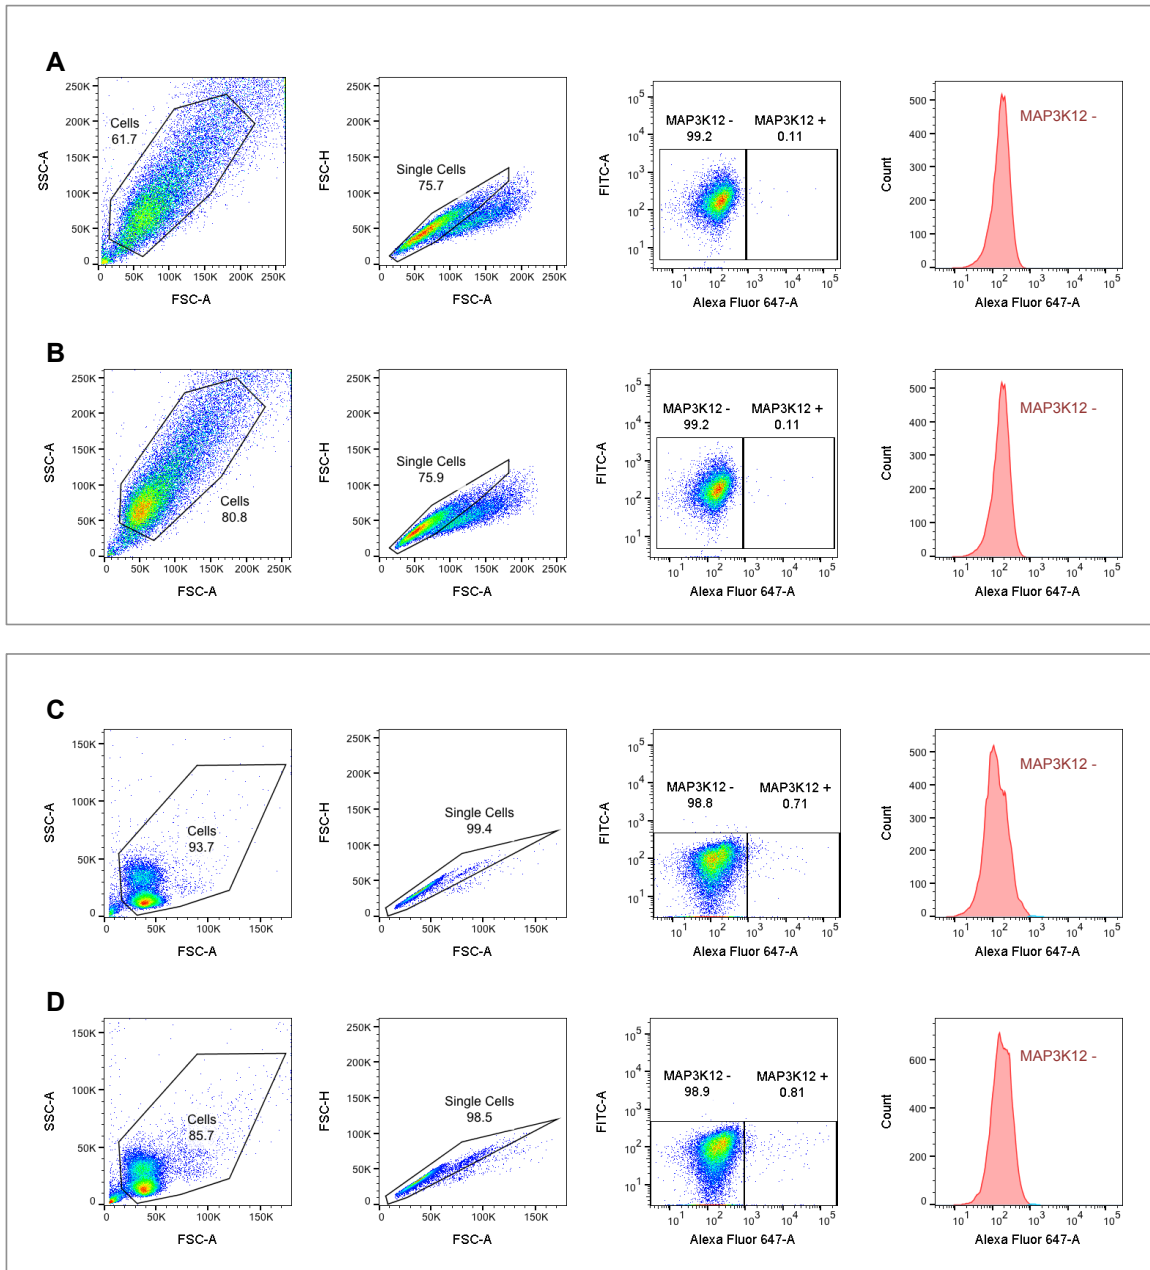 A
250K
200K
150K
100K
50K
0
SSC-A
Cells
61.7
0 50K 100K 150K 200K 250K
FSC-A
250K
200K
150K
100K
50K
0
FSC-H
Single Cells
75.7
0 50K 100K 150K 200K 250K
FSC-A
10^5
10^4
10^3
10^2
10^1
FITC-A
MAP3K12 - MAP3K12 +
99.2 0.11
10^1 10^2 10^3 10^4 10^5
Alexa Fluor 647-A
500
400
300
200
100
0
Count
MAP3K12 -
10^1 10^2 10^3 10^4 10^5
Alexa Fluor 647-A
B
250K
200K
150K
100K
50K
0
SSC-A
Cells
80.8
0 50K 100K 150K 200K 250K
FSC-A
250K
200K
150K
100K
50K
0
FSC-H
Single Cells
75.9
0 50K 100K 150K 200K 250K
FSC-A
10^5
10^4
10^3
10^2
10^1
FITC-A
MAP3K12 - MAP3K12 +
99.2 0.11
10^1 10^2 10^3 10^4 10^5
Alexa Fluor 647-A
500
400
300
200
100
0
Count
MAP3K12 -
10^1 10^2 10^3 10^4 10^5
Alexa Fluor 647-A
C
150K
100K
50K
0
SSC-A
Cells
93.7
0 50K 100K 150K
FSC-A
250K
200K
150K
100K
50K
0
FSC-H
Single Cells
99.4
0 50K 100K 150K 200K 250K
FSC-A
10^5
10^4
10^3
10^2
10^1
FITC-A
MAP3K12 - MAP3K12 +
98.8 0.71
10^1 10^2 10^3 10^4 10^5
Alexa Fluor 647-A
500
400
300
200
100
0
Count
MAP3K12 -
10^1 10^2 10^3 10^4 10^5
Alexa Fluor 647-A
D
150K
100K
50K
0
SSC-A
Cells
85.7
0 50K 100K 150K
FSC-A
250K
200K
150K
100K
50K
0
FSC-H
Single Cells
98.5
0 50K 100K 150K 200K 250K
FSC-A
10^5
10^4
10^3
10^2
10^1
FITC-A
MAP3K12 - MAP3K12 +
98.9 0.81
10^1 10^2 10^3 10^4 10^5
Alexa Fluor 647-A
600
400
200
0
Count
MAP3K12 -
10^1 10^2 10^3 10^4 10^5
Alexa Fluor 647-A